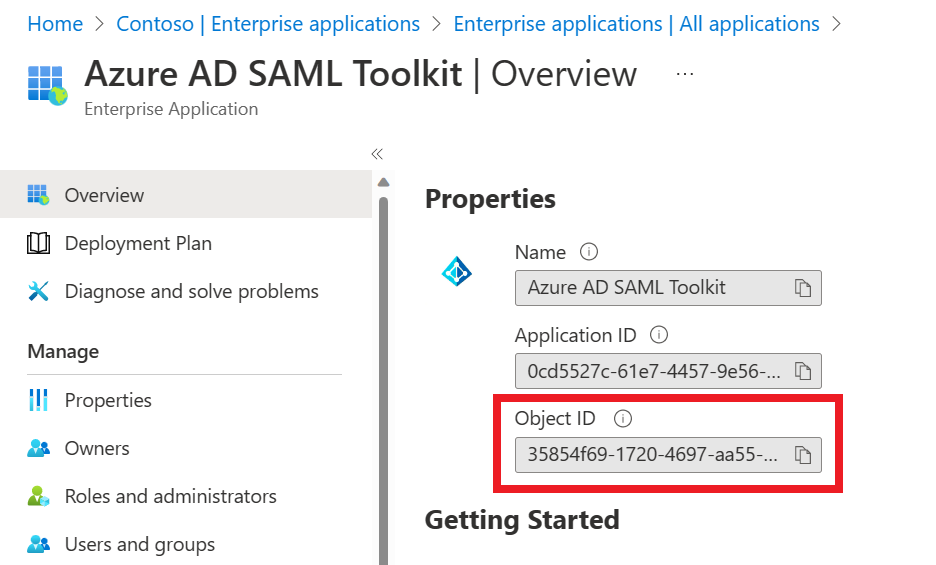 Home > Contoso | Enterprise applications > Enterprise applications | All applications >
Azure AD SAML Toolkit | Overview ...
Enterprise Application
«
Overview
Deployment Plan
Diagnose and solve problems
Manage
Properties
Owners
Roles and administrators
Users and groups
Properties
Name
Azure AD SAML Toolkit
Application ID
0cd5527c-61e7-4457-9e56-...
Object ID
35854f69-1720-4697-aa55-...
Getting Started